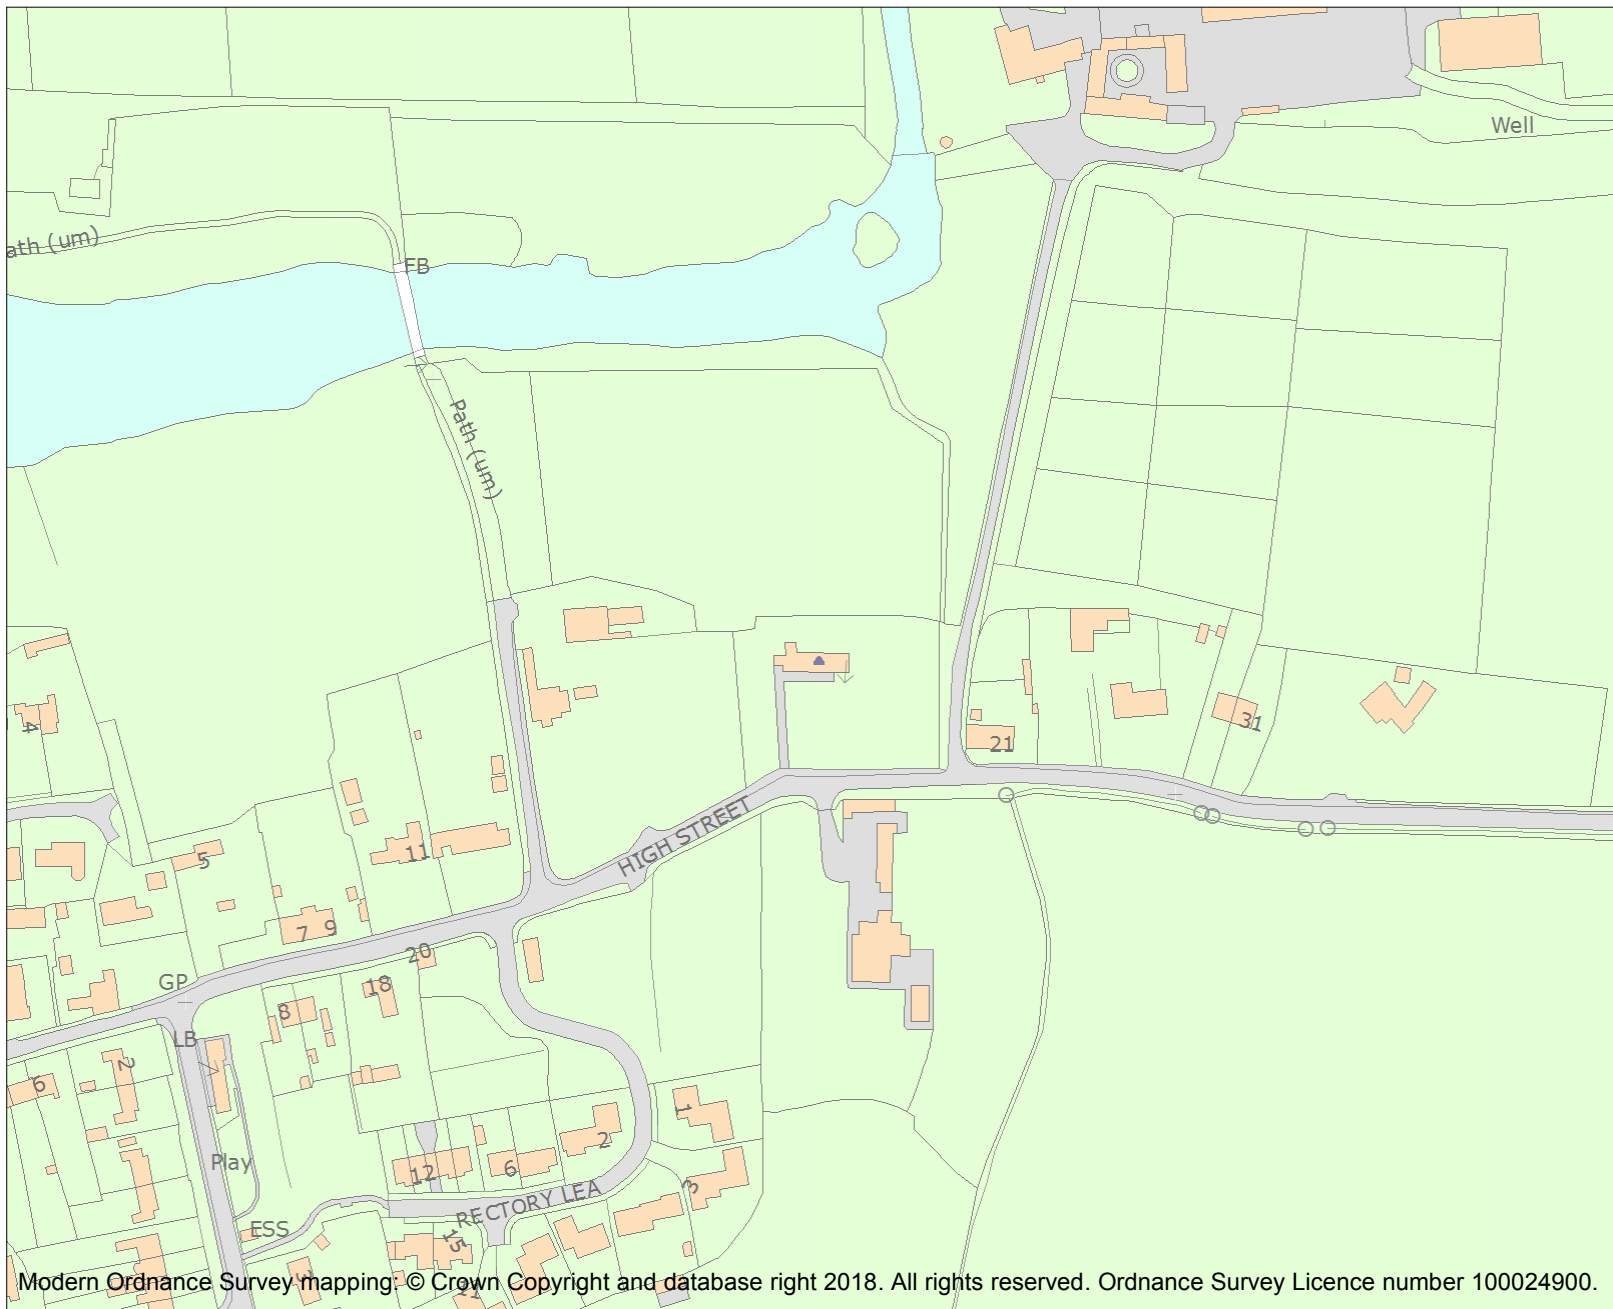 Well
ath (um)
FB
Path (um)
4
21
31
HIGH STREET
5
11
7 9
20
GP
18
8
LB
2
6
1
2
Play
12
6
3
RECTORY LEA
ESS
15
3
11
Modern Ordnance Survey mapping: © Crown Copyright and database right 2018. All rights reserved. Ordnance Survey Licence number 100024900.